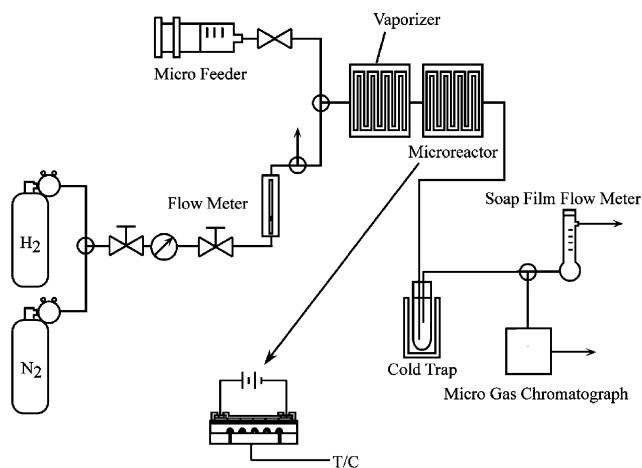 Vaporizer
Micro Feeder
Microreactor
Flow Meter
Soap Film Flow Meter
H2
N2
Cold Trap
Micro Gas Chromatograph
T/C